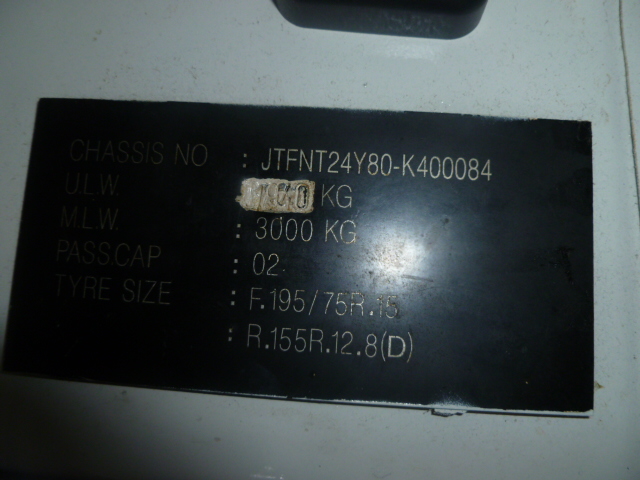 CHASSIS NO : JTFNT24Y80-K400084
U.L.W. KG
M.L.W. : 3000 KG
PASS.CAP : 02
TYRE SIZE : F.195/75R.15
: R.155R.12.8(D)